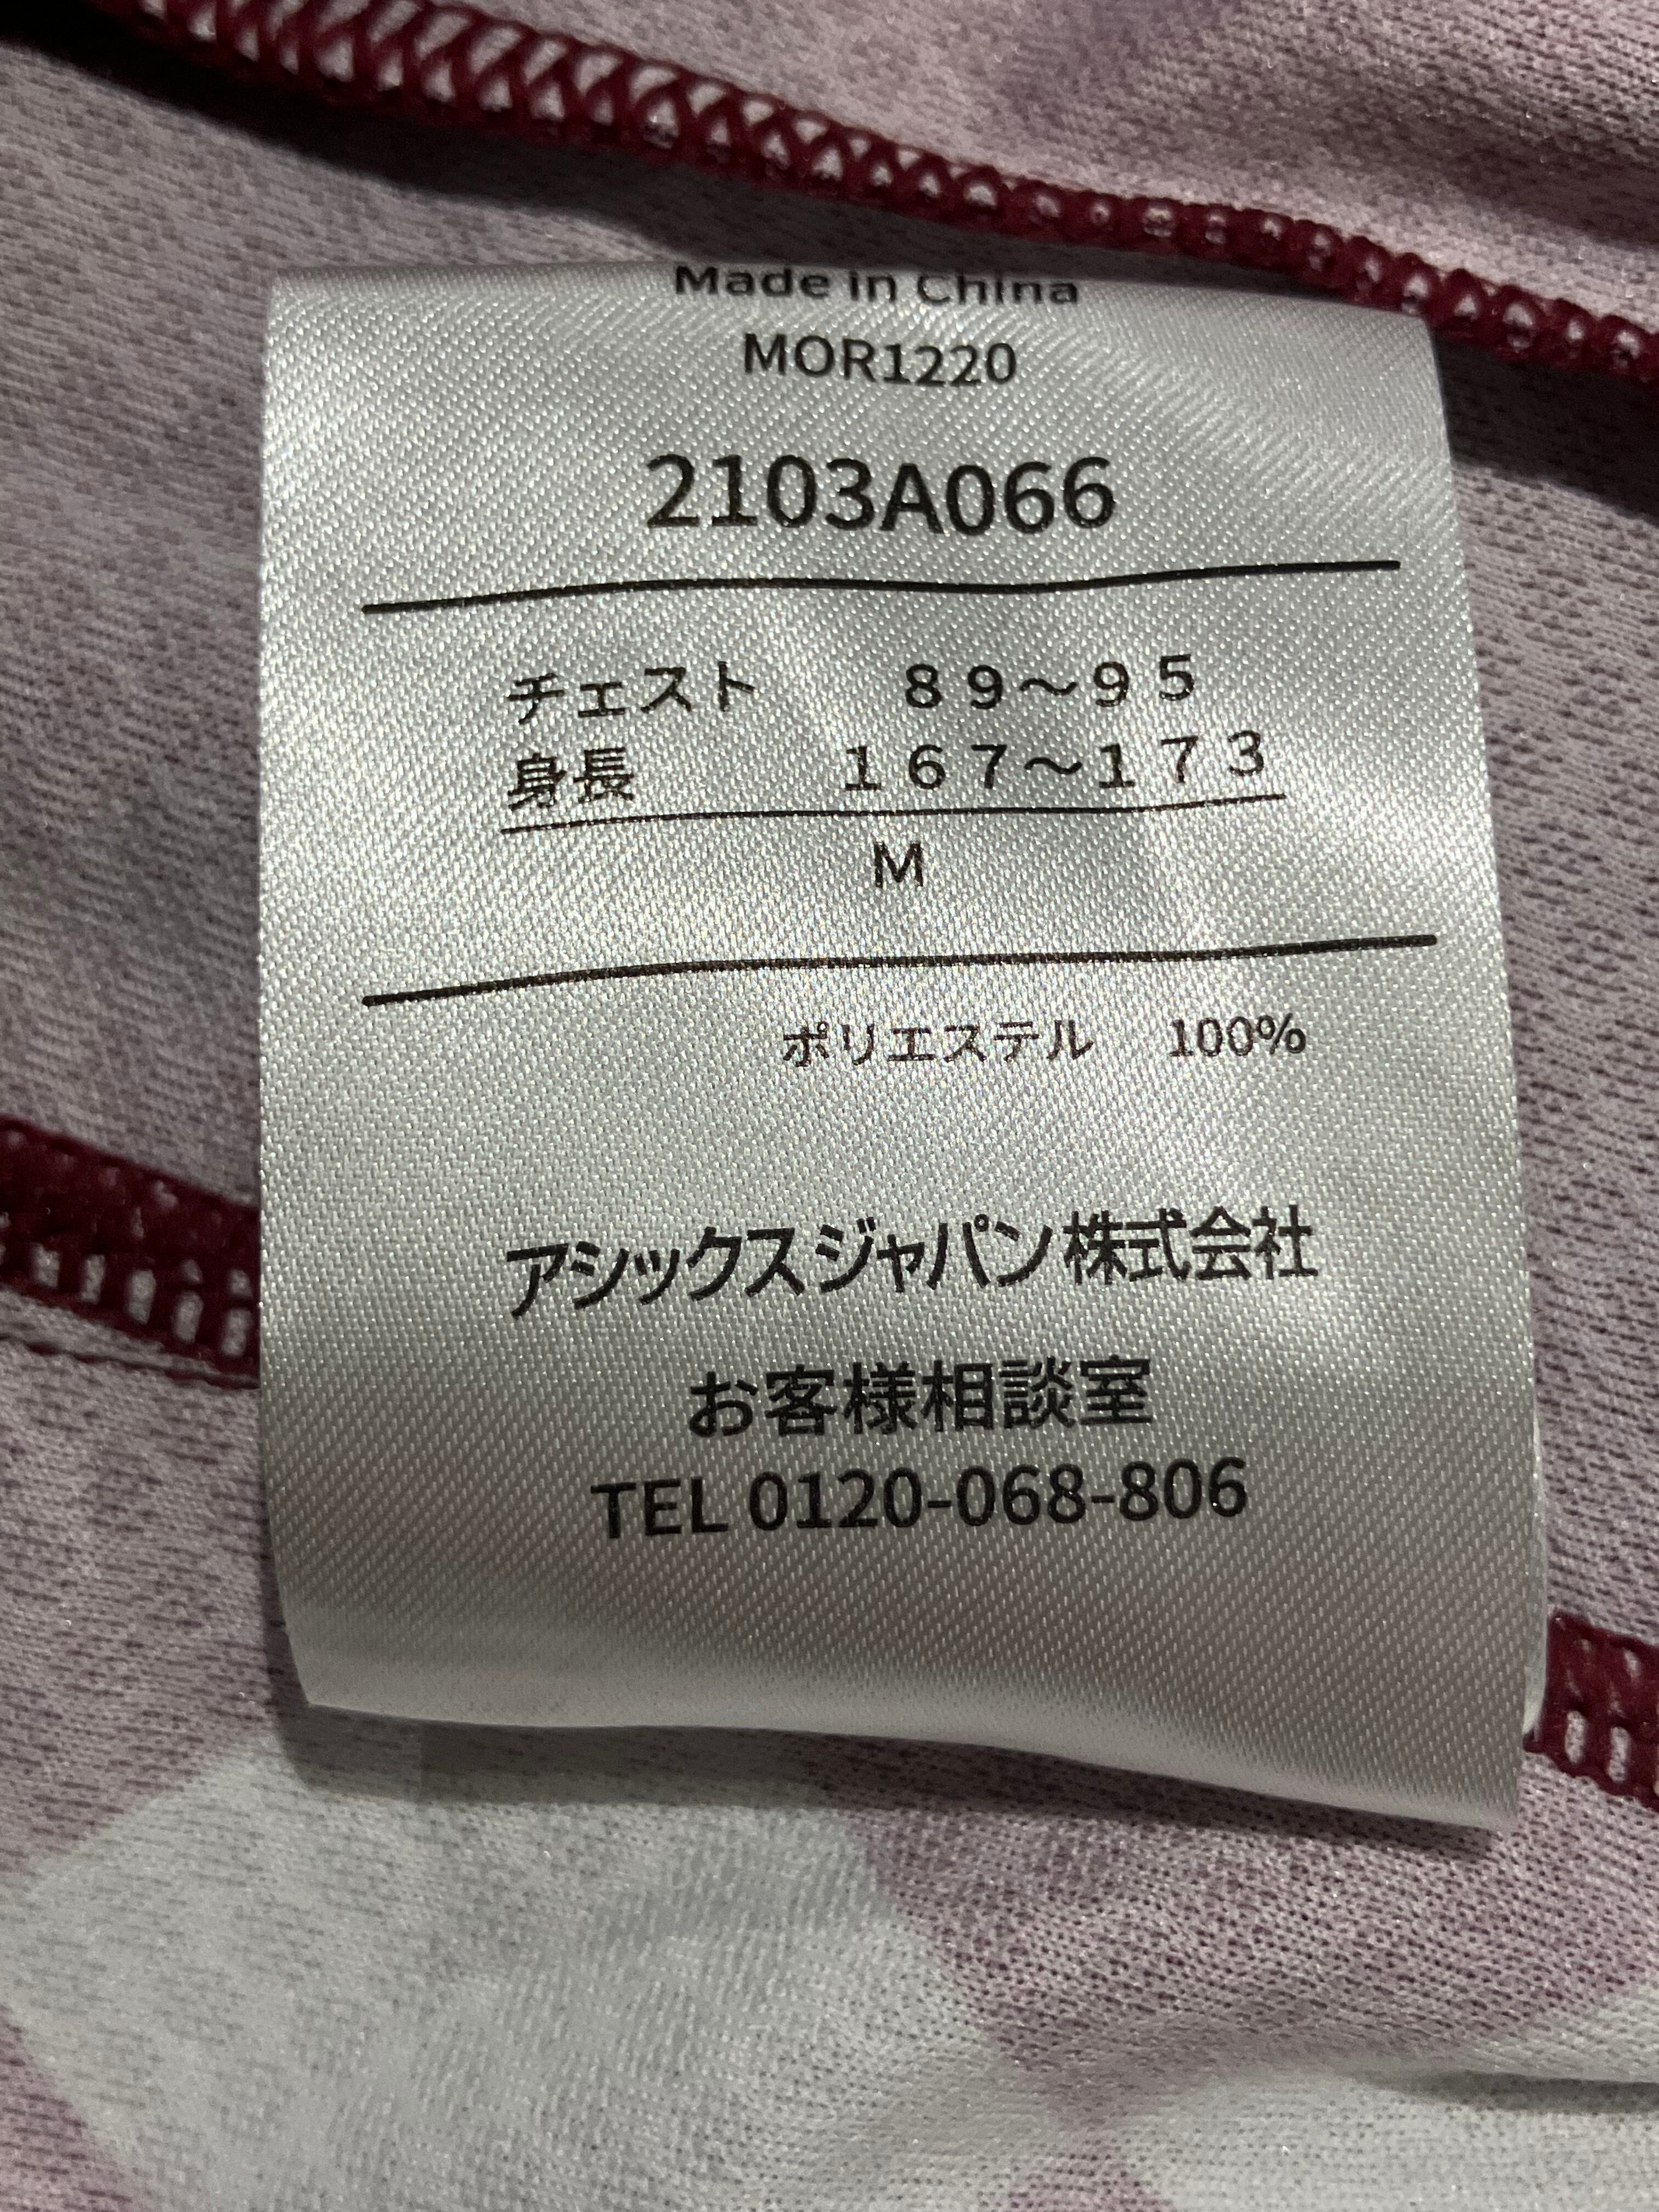 Made in China
MOR1220
2103A066
チェスト　８９～９５
身長　１６７～１７３
M
ポリエステル　100%
アシックスジャパン株式会社
お客様相談室
TEL 0120-068-806